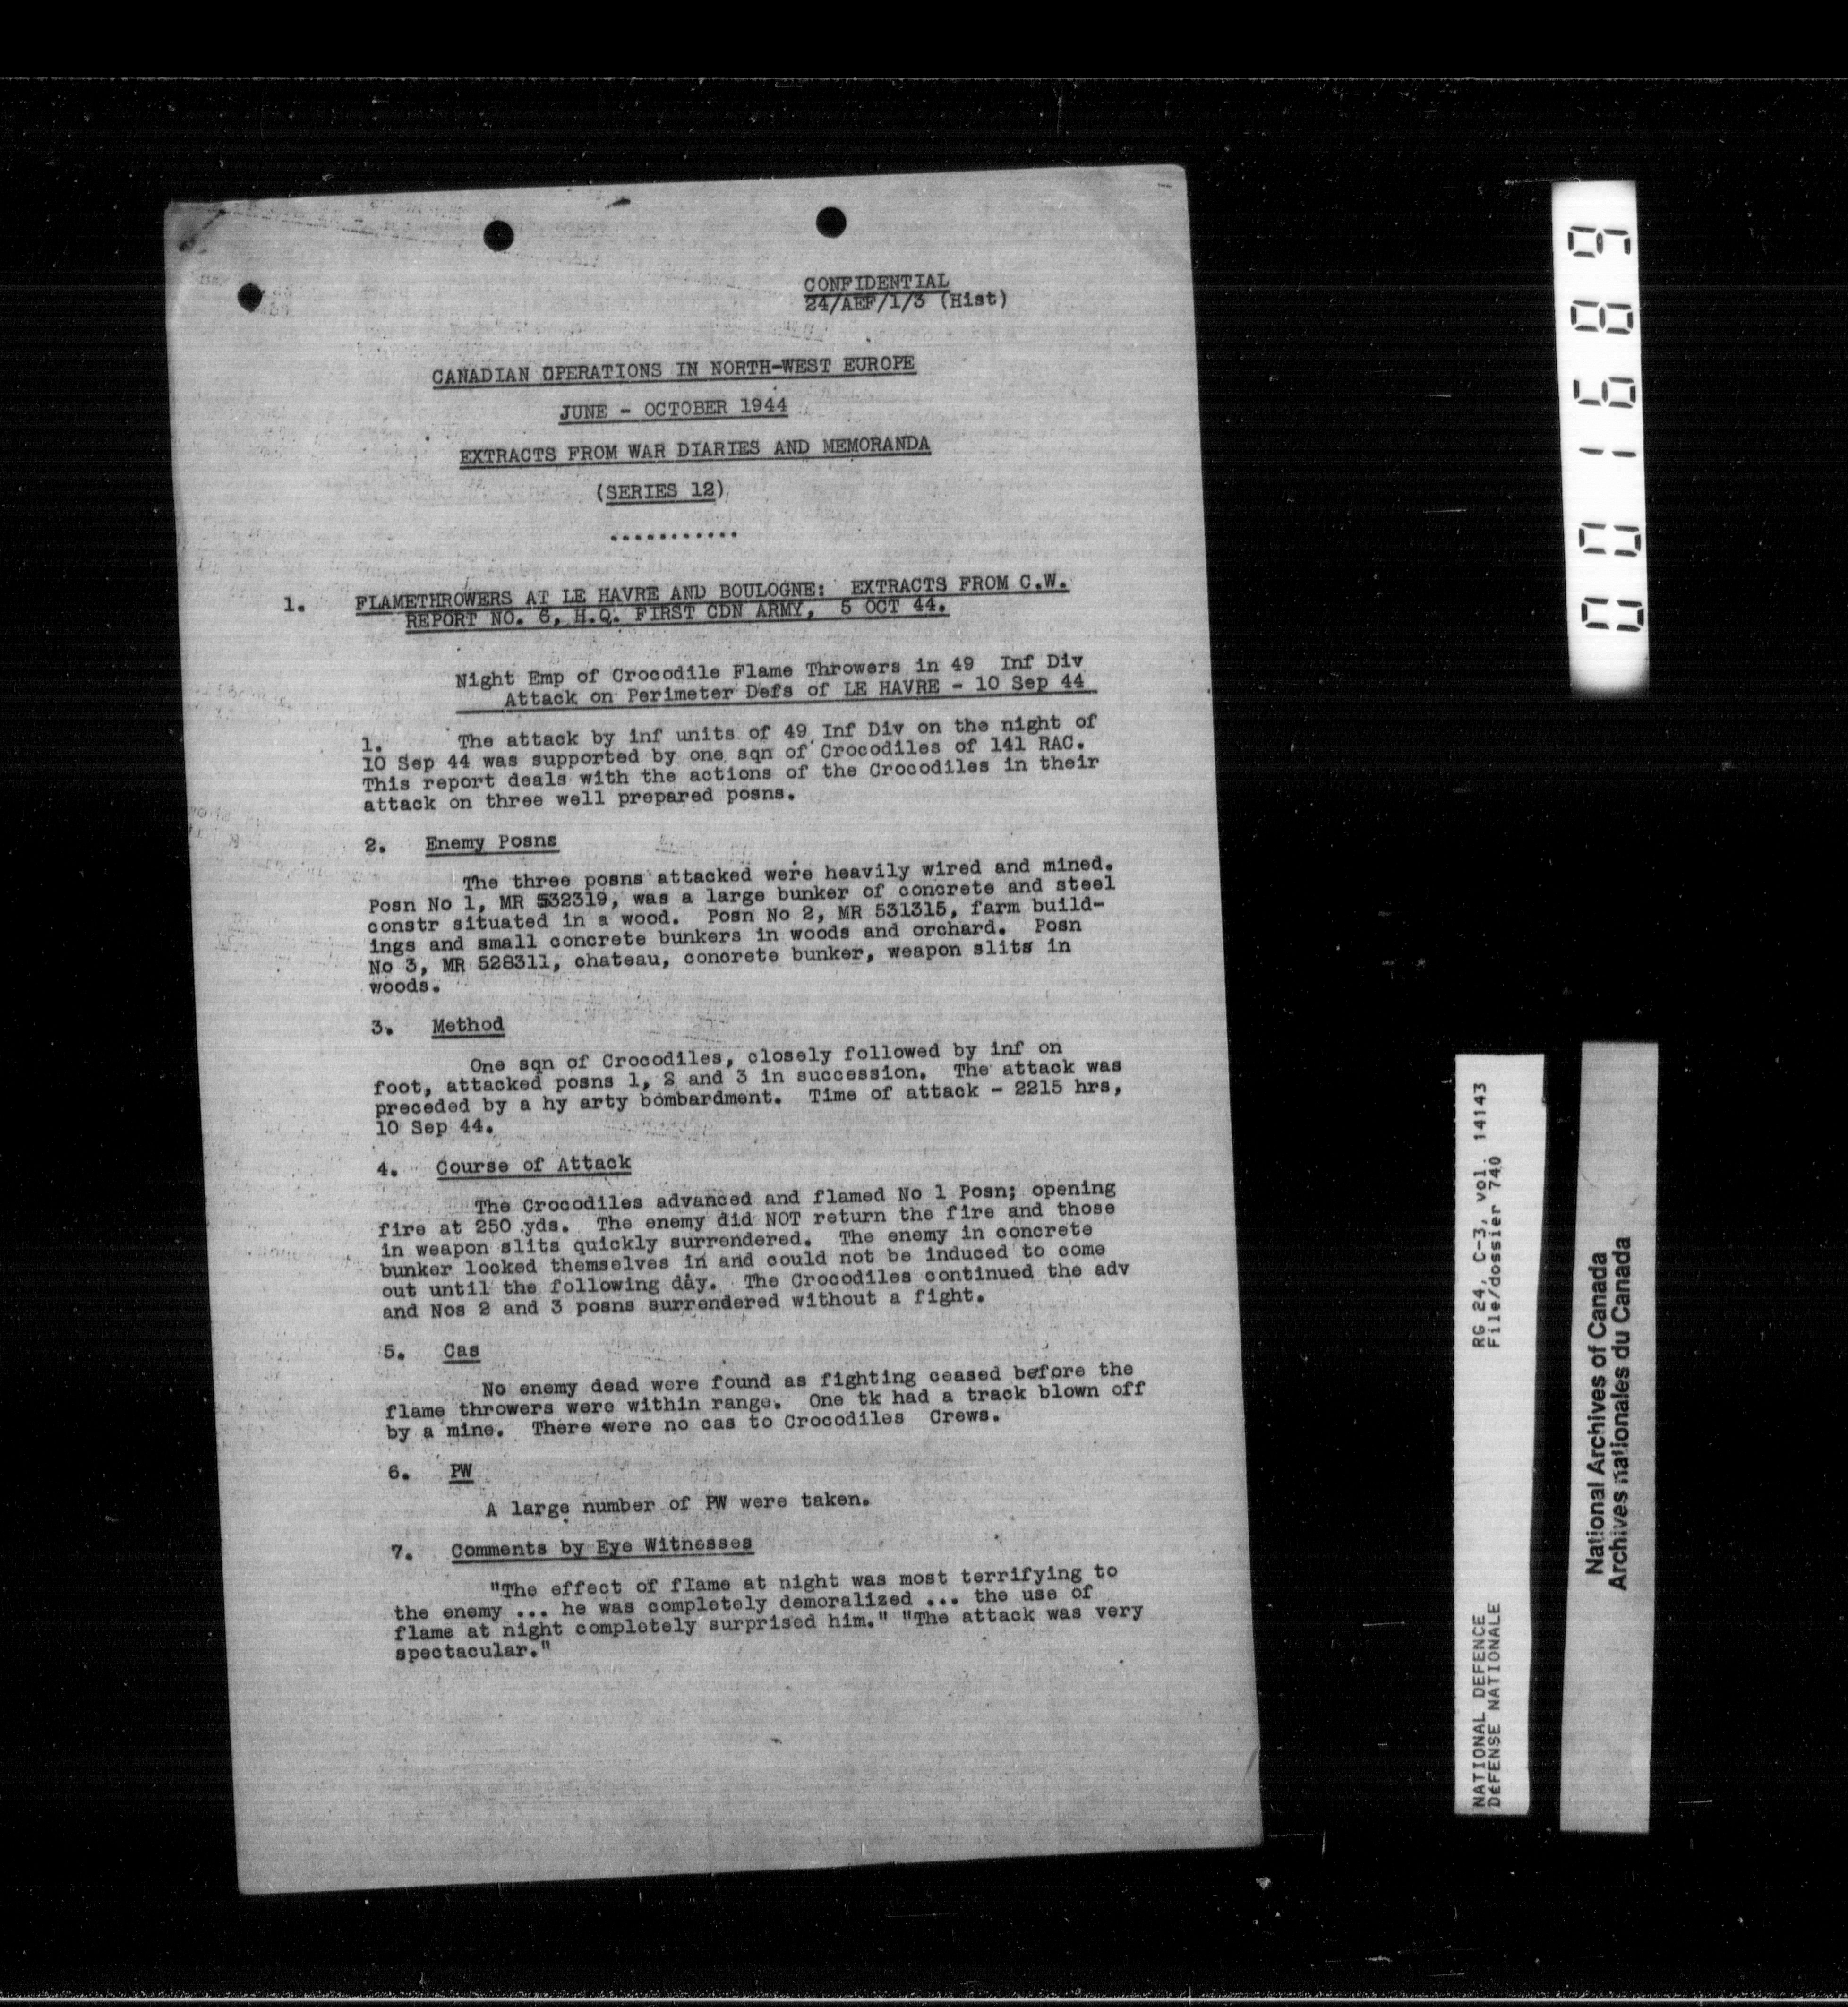 CONFIDENTIAL
24/AEF/1/3 (Hist)
CANADIAN OPERATIONS IN NORTH-WEST EUROPE
JUNE - OCTOBER 1944
EXTRACTS FROM WAR DIARIES AND MEMORANDA
(SERIES 12)
...........
1. FLAMETHROWERS AT LE HAVRE AND BOULOGNE: EXTRACTS FROM C.W.
REPORT NO. 6, H.Q. FIRST CDN ARMY, 5 OCT 44.
Night Emp of Crocodile Flame Throwers in 49 Inf Div
Attack on Perimeter Defs of LE HAVRE - 10 Sep 44
1. The attack by inf units of 49 Inf Div on the night of
10 Sep 44 was supported by one sqn of Crocodiles of 141 RAC.
This report deals with the actions of the Crocodiles in their
attack on three well prepared posns.
2. Enemy Posns
The three posns attacked were heavily wired and mined.
Posn No 1, MR 532319, was a large bunker of concrete and steel
constr situated in a wood. Posn No 2, MR 531315, farm build-
ings and small concrete bunkers in woods and orchard. Posn
No 3, MR 528311, chateau, concrete bunker, weapon slits in
woods.
3. Method
One sqn of Crocodiles, closely followed by inf on
foot, attacked posns 1, 2 and 3 in succession. The attack was
preceded by a hy arty bombardment. Time of attack - 2215 hrs,
10 Sep 44.
4. Course of Attack
The Crocodiles advanced and flamed No 1 Posn; opening
fire at 250 yds. The enemy did NOT return the fire and those
in weapon slits quickly surrendered. The enemy in concrete
bunker locked themselves in and could not be induced to come
out until the following day. The Crocodiles continued the adv
and Nos 2 and 3 posns surrendered without a fight.
5. Cas
No enemy dead were found as fighting ceased before the
flame throwers were within range. One tk had a track blown off
by a mine. There were no cas to Crocodiles Crews.
6. PW
A large number of PW were taken.
7. Comments by Eye Witnesses
"The effect of flame at night was most terrifying to
the enemy ... he was completely demoralized ... the use of
flame at night completely surprised him." "The attack was very
spectacular."
001689
NATIONAL DEFENCE RG 24, C-3, vol. 14143
DÉFENSE NATIONALE File/dossier 740
National Archives of Canada
Archives nationales du Canada